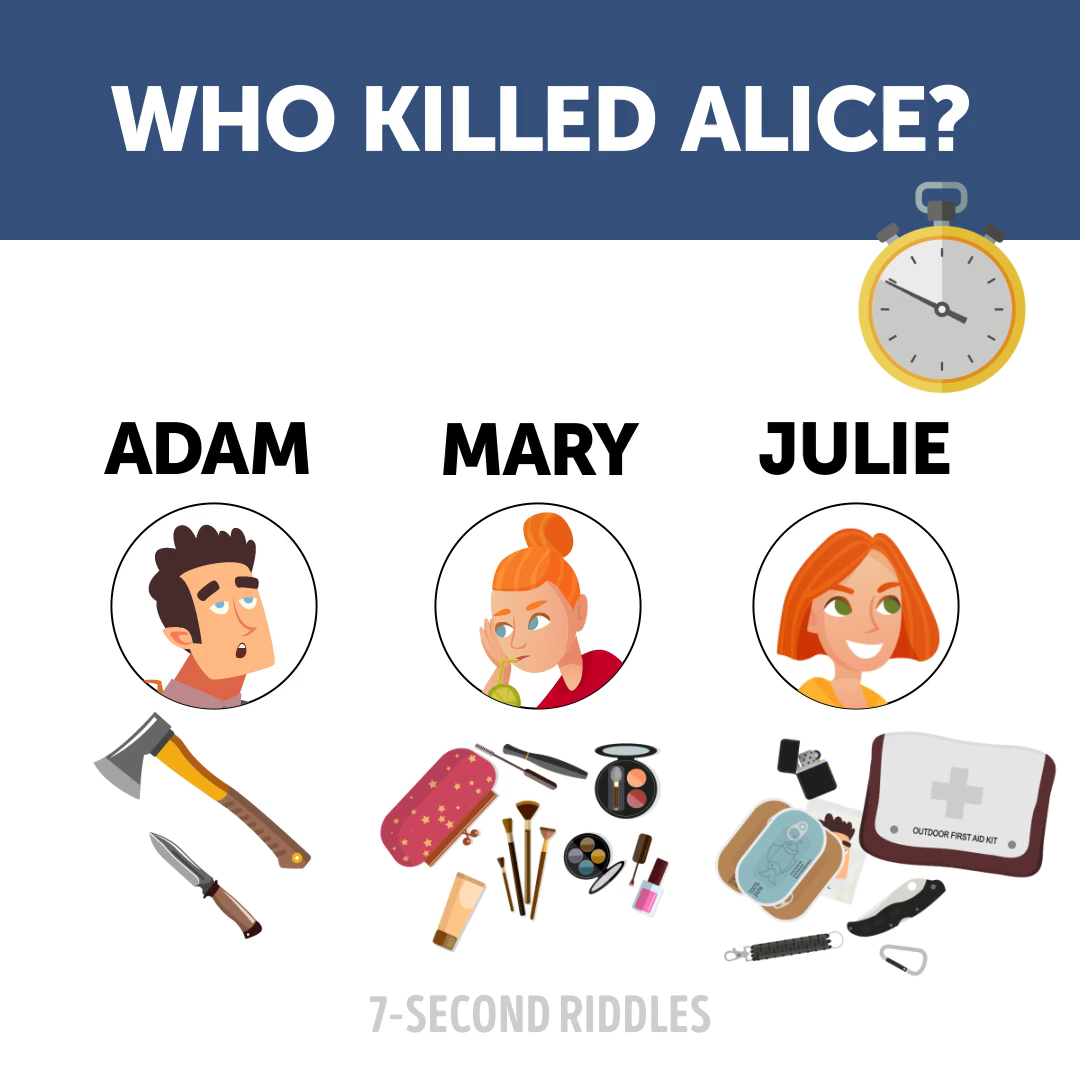 WHO KILLED ALICE?
ADAM MARY JULIE
OUTDOOR FIRST AID KIT
7-SECOND RIDDLES